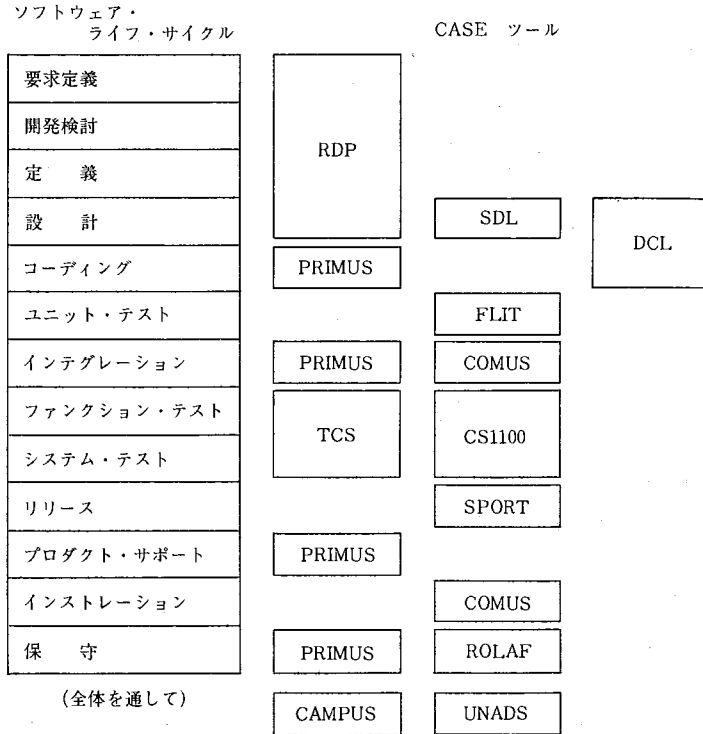 ソフトウェア・
ライフ・サイクル
CASE ツール
要求定義
開発検討
RDP
定 義
設 計
SDL
DCL
コーディング
PRIMUS
ユニット・テスト
FLIT
インテグレーション
PRIMUS
COMUS
ファンクション・テスト
TCS
CS1100
システム・テスト
リリース
SPORT
プロダクト・サポート
PRIMUS
インストレーション
COMUS
保 守
PRIMUS
ROLAF
(全体を通して)
CAMPUS
UNADS